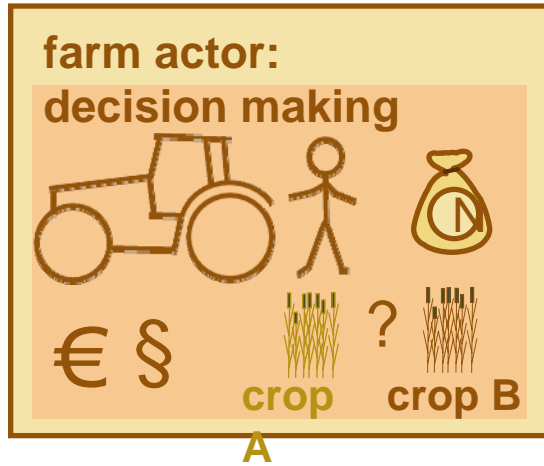 farm actor:
decision making
N
€ § ?
crop crop B
A